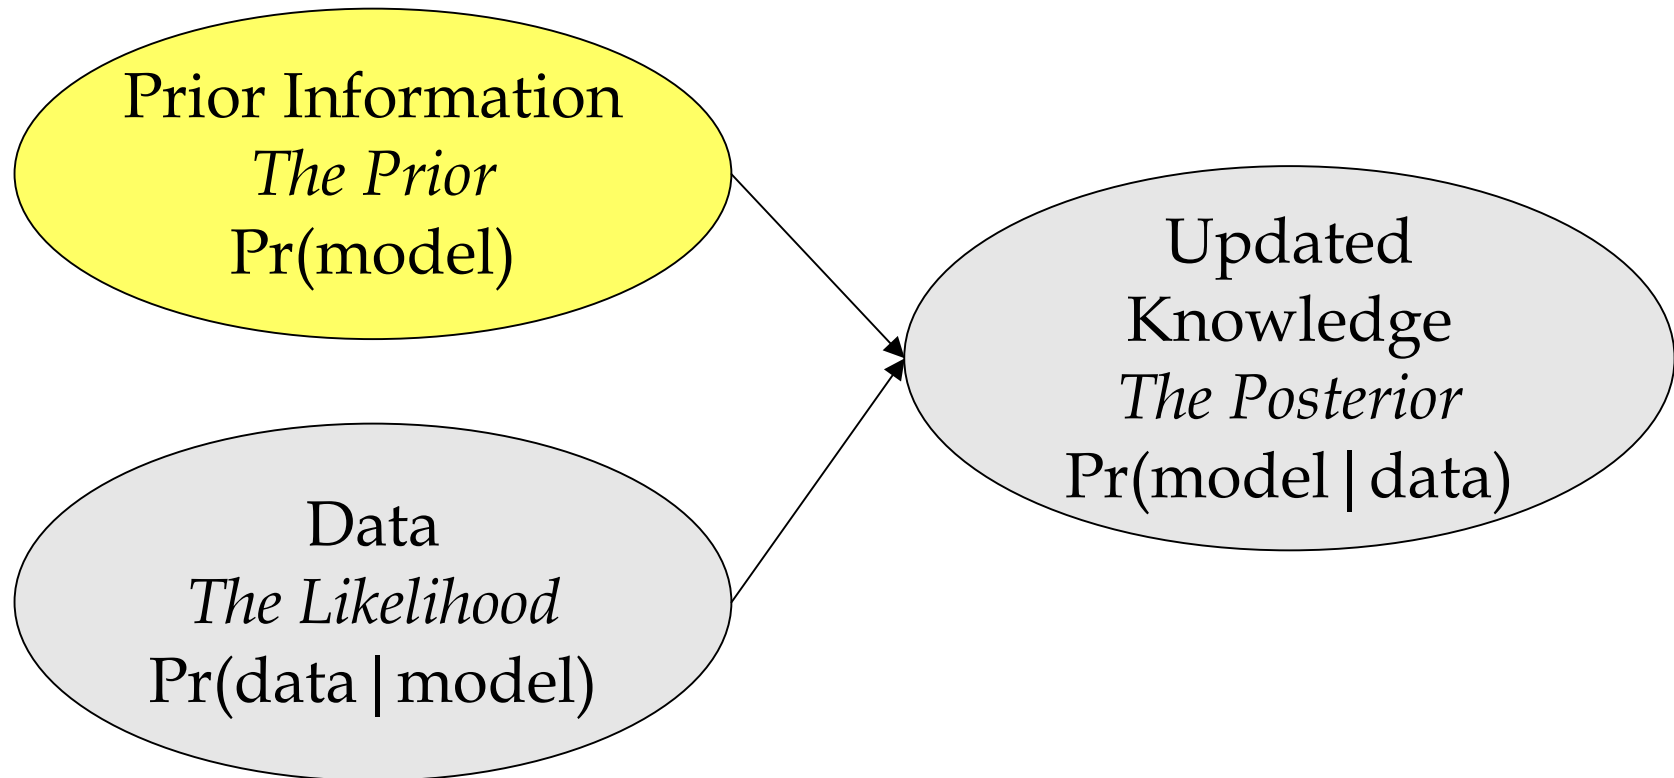 Prior Information
The Prior
Pr(model)
Data
The Likelihood
Pr(data|model)
Updated
Knowledge
The Posterior
Pr(model|data)